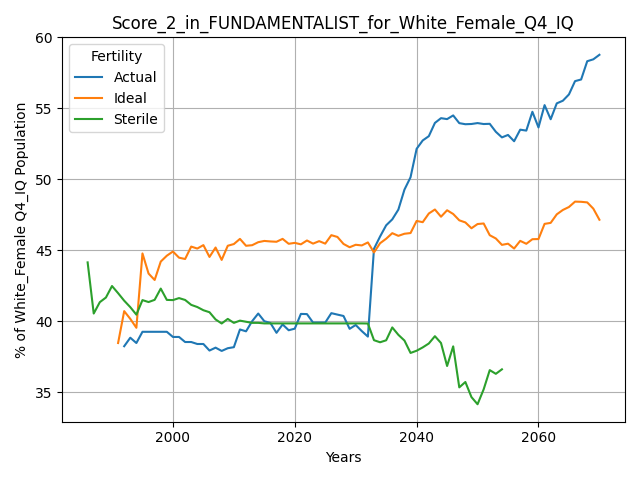 Score_2_in_FUNDAMENTALIST_for_White_Female_Q4_IQ
Fertility
Actual
Ideal
Sterile
% of White_Female Q4_IQ Population
60
55
50
45
40
35
2000
2020
2040
2060
Years